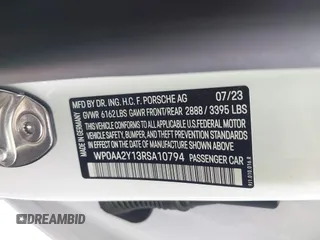 MFD. BY DR. ING. H.C. F. PORSCHE AG 07/23
GVWR 6162 LBS GAWR FRONT/REAR 2888 / 3395 LBS
THIS VEHICLE CONFORMS TO ALL APPLICABLE U.S. FEDERAL MOTOR
VEHICLE SAFETY, BUMPER, AND THEFT PREVENTION STANDARDS
IN EFFECT ON THE DATE OF MANUFACTURE SHOWN ABOVE.
WP0AA2Y13RSA10794 PASSENGER CAR
MADE IN GERMANY
DREAMBID